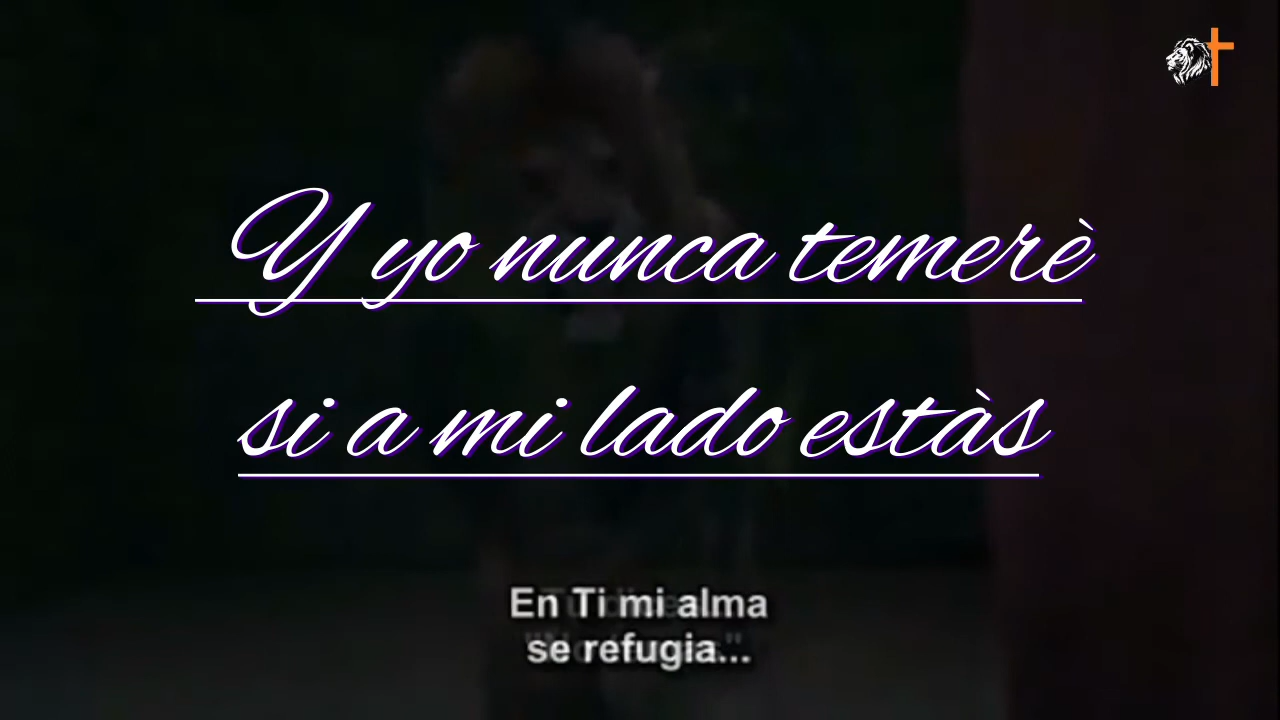 Y yo nunca temerè
si a mi lado estàs
En Ti mi alma
se refugia...